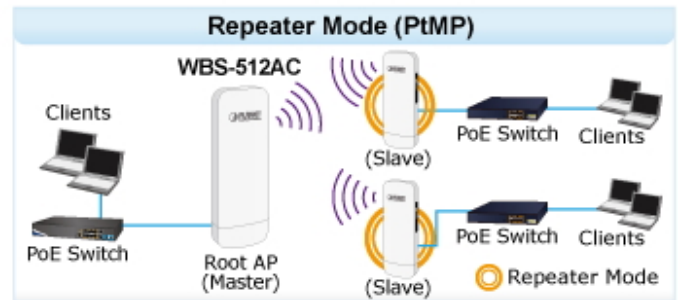 Repeater Mode (PtMP)
WBS-512AC
Clients
PoE Switch
Root AP
(Master)
(Slave)
PoE Switch
Clients
(Slave)
PoE Switch
Clients
Repeater Mode